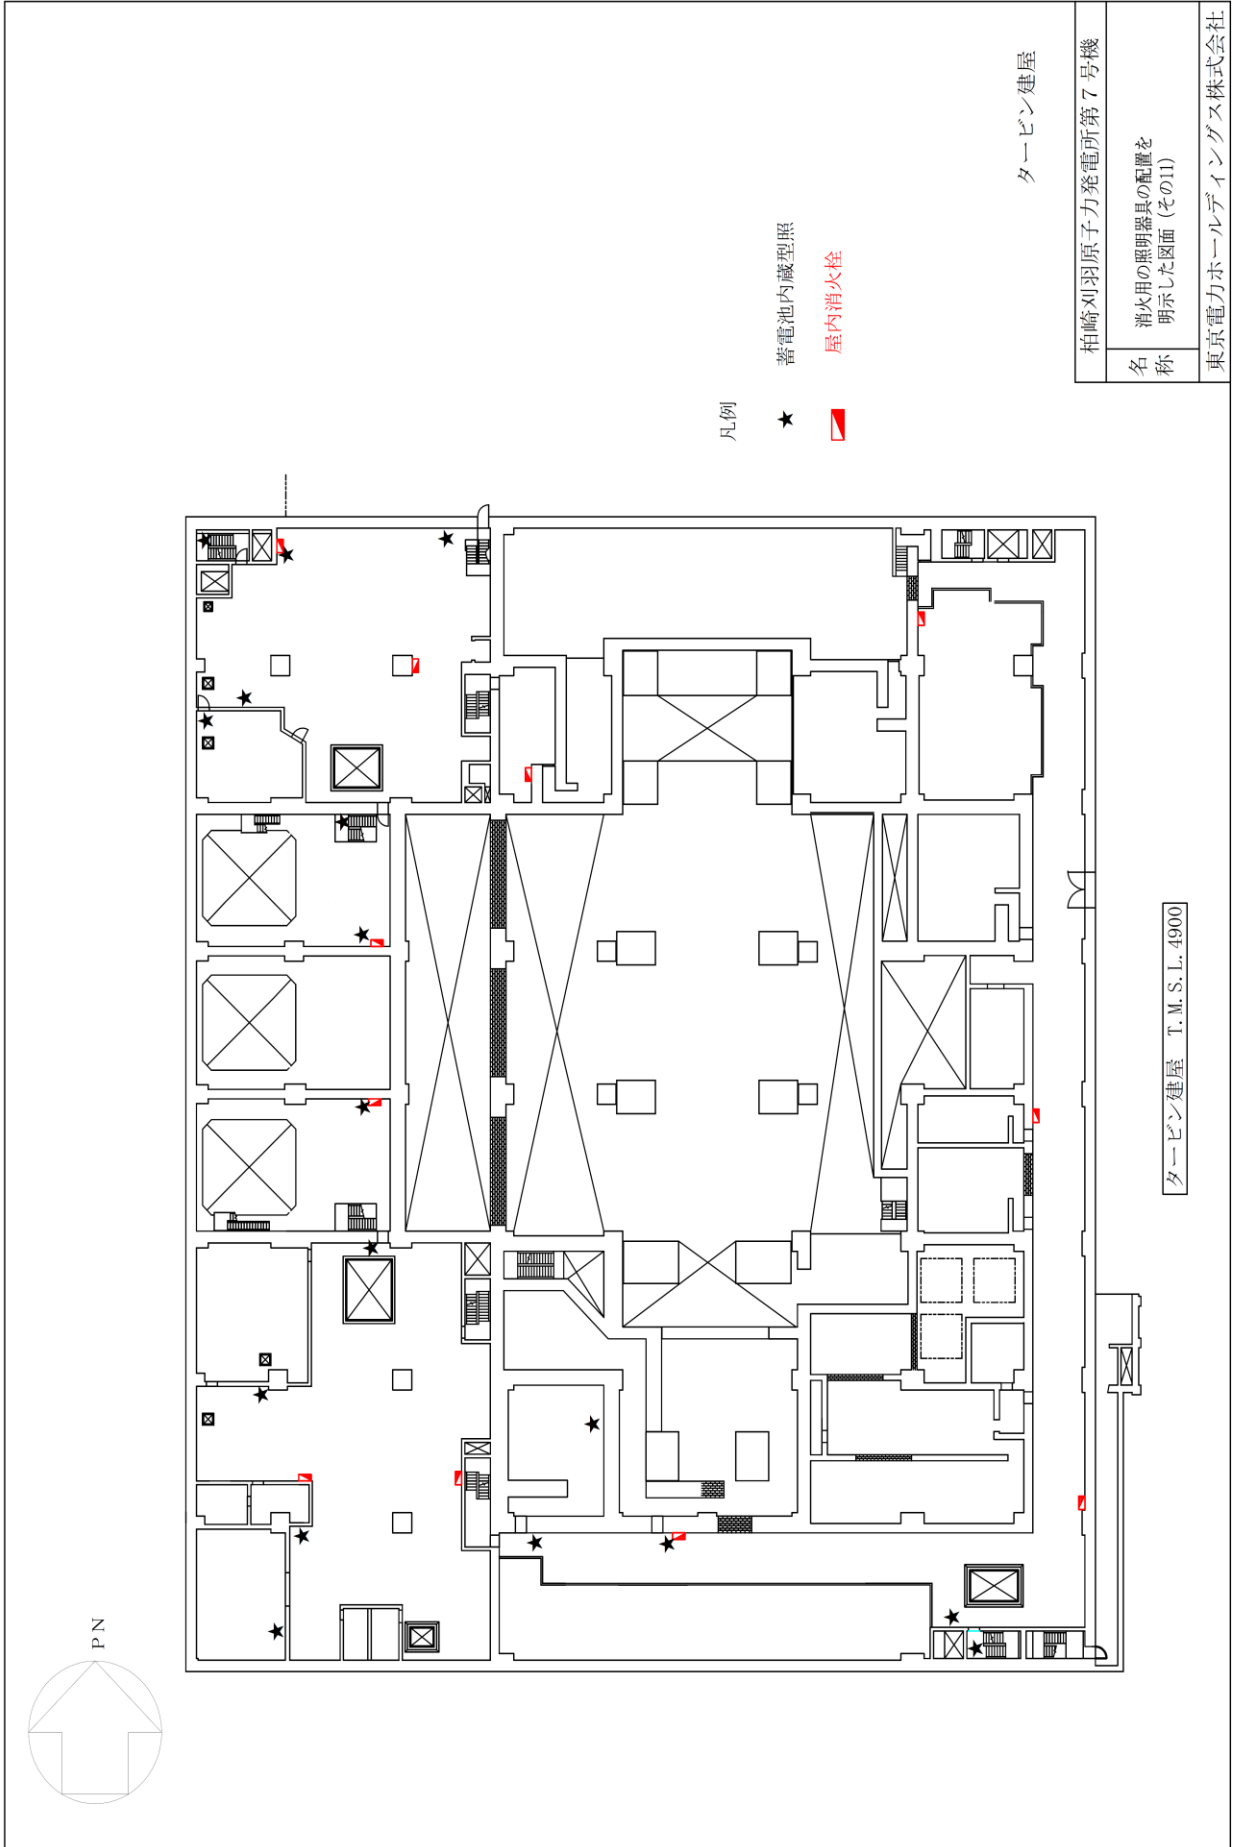 PN
凡例
蓄電池内蔵型照
屋内消火栓
タービン建屋 T.M.S.L.4900
タービン建屋
柏崎刈羽原子力発電所第7号機
名称
消火用の照明器具の配置を
明示した図面 (その11)
東京電力ホールディングス株式会社